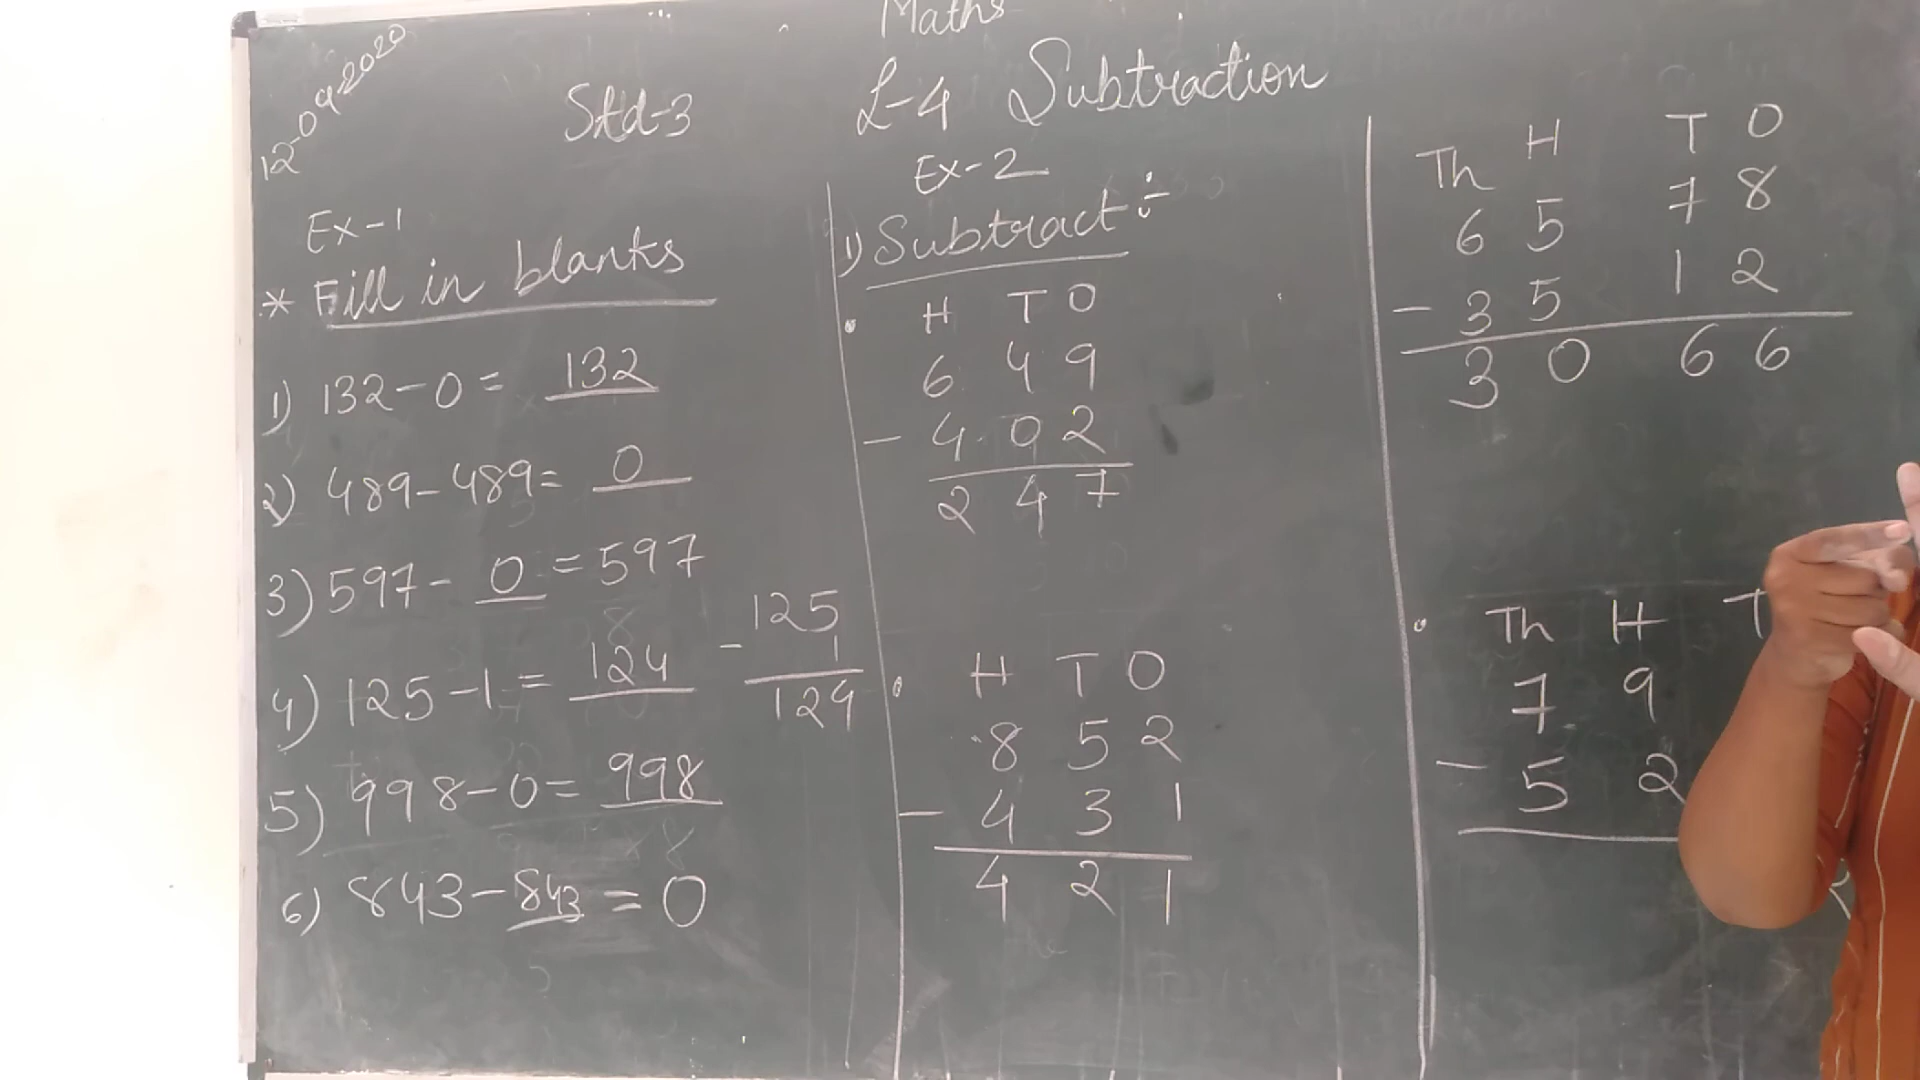 Maths
12-04-2020
Std-3
L-4 Subtraction
Ex-1
* Fill in blanks
1) 132-0 = 132
2) 489-489= 0
3) 597- 0 = 597
4) 125-1 = 124
5) 998-0= 998
6) 843-843 = 0
125
- 1
124
Ex-2
1) Subtract :-
H T O
6 4 9
- 4 0 2
2 4 7
H T O
8 5 2
- 4 3 1
4 2 1
Th H T O
6 5 7 8
- 3 5 1 2
3 0 6 6
Th H T
7 9
- 5 2